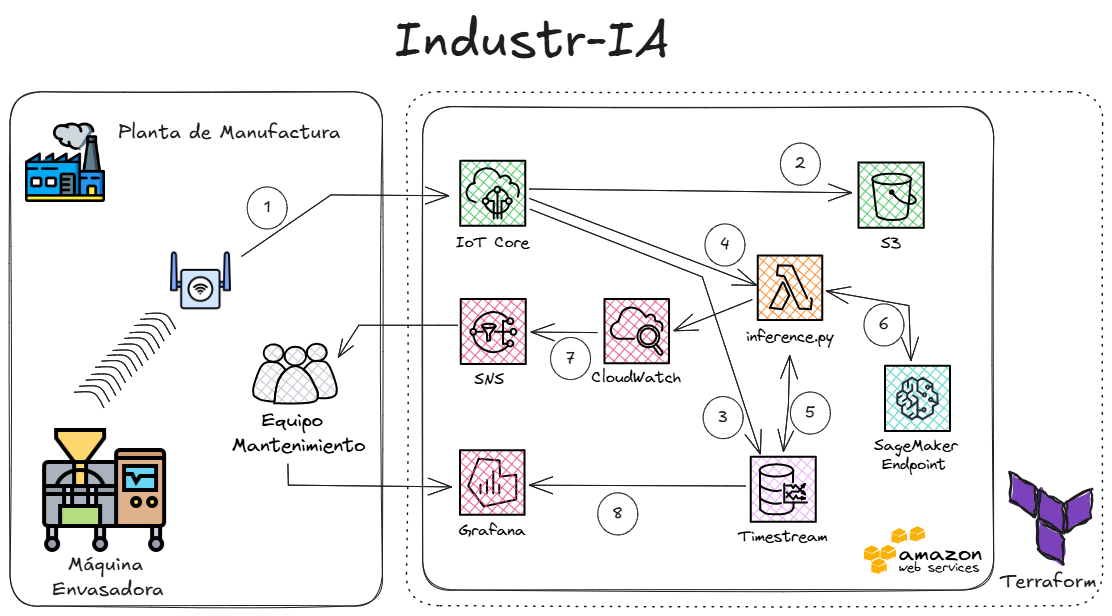 Industr-IA
Planta de Manufactura
1
2
IoT Core
S3
4
inference.py
6
SNS
7
CloudWatch
Equipo
Mantenimiento
3
5
SageMaker
Endpoint
Grafana
8
Timestream
Máquina
Envasadora
amazon
web services
Terraform